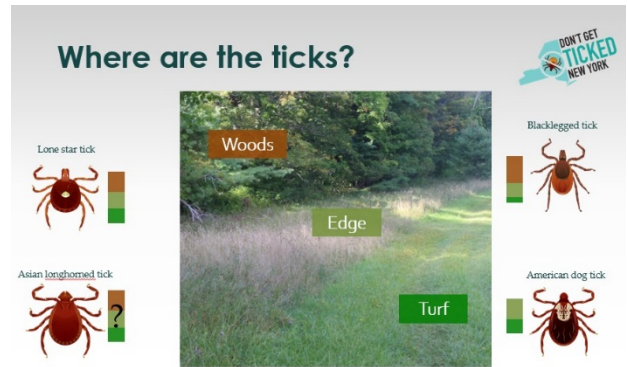 Where are the ticks?
DON'T GET
TICKED
NEW YORK
Lone star tick
Blacklegged tick
Woods
Edge
Asian longhorned tick
?
American dog tick
Turf